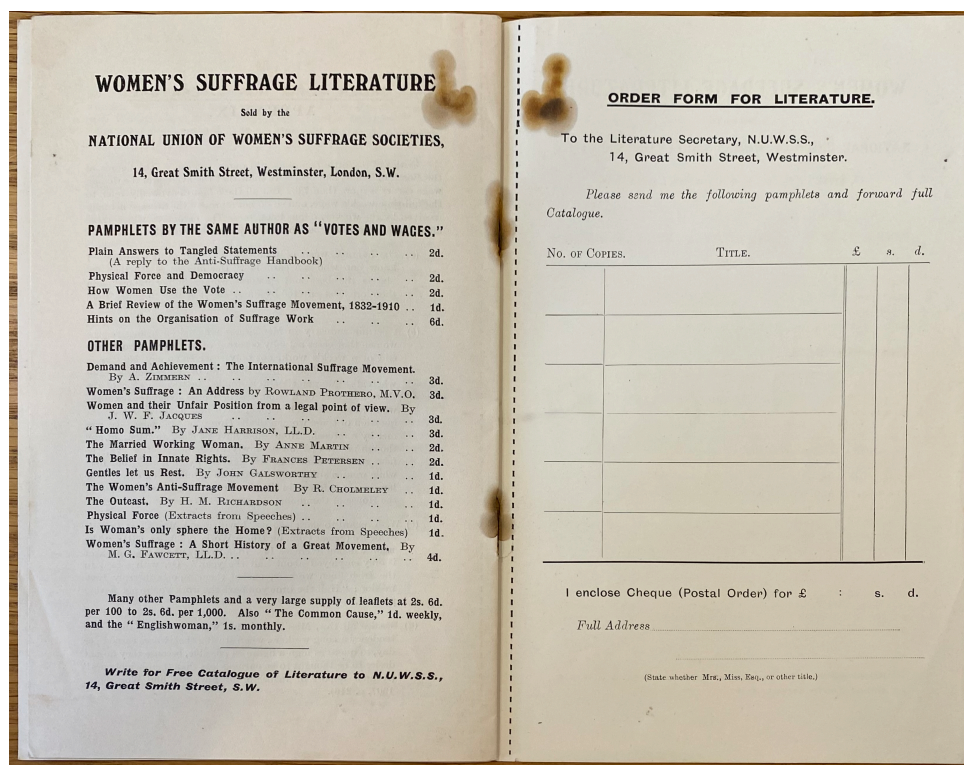 WOMEN'S SUFFRAGE LITERATURE
Sold by the
NATIONAL UNION OF WOMEN'S SUFFRAGE SOCIETIES,
14, Great Smith Street, Westminster, London, S.W.
PAMPHLETS BY THE SAME AUTHOR AS "VOTES AND WAGES."
Plain Answers to Tangled Statements .. .. .. .. 2d.
(A reply to the Anti-Suffrage Handbook)
Physical Force and Democracy .. .. .. .. .. 2d.
How Women Use the Vote .. .. .. .. .. .. 2d.
A Brief Review of the Women's Suffrage Movement, 1832-1910 .. 1d.
Hints on the Organisation of Suffrage Work .. .. .. 6d.
OTHER PAMPHLETS.
Demand and Achievement : The International Suffrage Movement.
By A. ZIMMERN .. .. .. .. .. .. .. 3d.
Women's Suffrage : An Address by ROWLAND PROTHERO, M.V.O. 3d.
Women and their Unfair Position from a legal point of view. By
J. W. F. JACQUES .. .. .. .. .. .. 3d.
"Homo Sum." By JANE HARRISON, LL.D. .. .. .. 3d.
The Married Working Woman. By ANNE MARTIN .. .. 2d.
The Belief in Innate Rights. By FRANCES PETERSEN .. .. 2d.
Gentles let us Rest. By JOHN GALSWORTHY .. .. .. 1d.
The Women's Anti-Suffrage Movement By R. CHOLMELEY .. 1d.
The Outcast. By H. M. RICHARDSON .. .. .. .. 1d.
Physical Force (Extracts from Speeches) .. .. .. .. 1d.
Is Woman's only sphere the Home? (Extracts from Speeches) 1d.
Women's Suffrage : A Short History of a Great Movement. By
M. G. FAWCETT, LL.D. .. .. .. .. .. .. 4d.
Many other Pamphlets and a very large supply of leaflets at 2s. 6d.
per 100 to 2s. 6d. per 1,000. Also "The Common Cause," 1d. weekly,
and the "Englishwoman," 1s. monthly.
Write for Free Catalogue of Literature to N.U.W.S.S.,
14, Great Smith Street, S.W.
ORDER FORM FOR LITERATURE.
To the Literature Secretary, N.U.W.S.S.,
14, Great Smith Street, Westminster.
Please send me the following pamphlets and forward full
Catalogue.
NO. OF COPIES. TITLE. £ s. d.
I enclose Cheque (Postal Order) for £ : s. d.
Full Address
(State whether Mrs., Miss, Esq., or other title.)